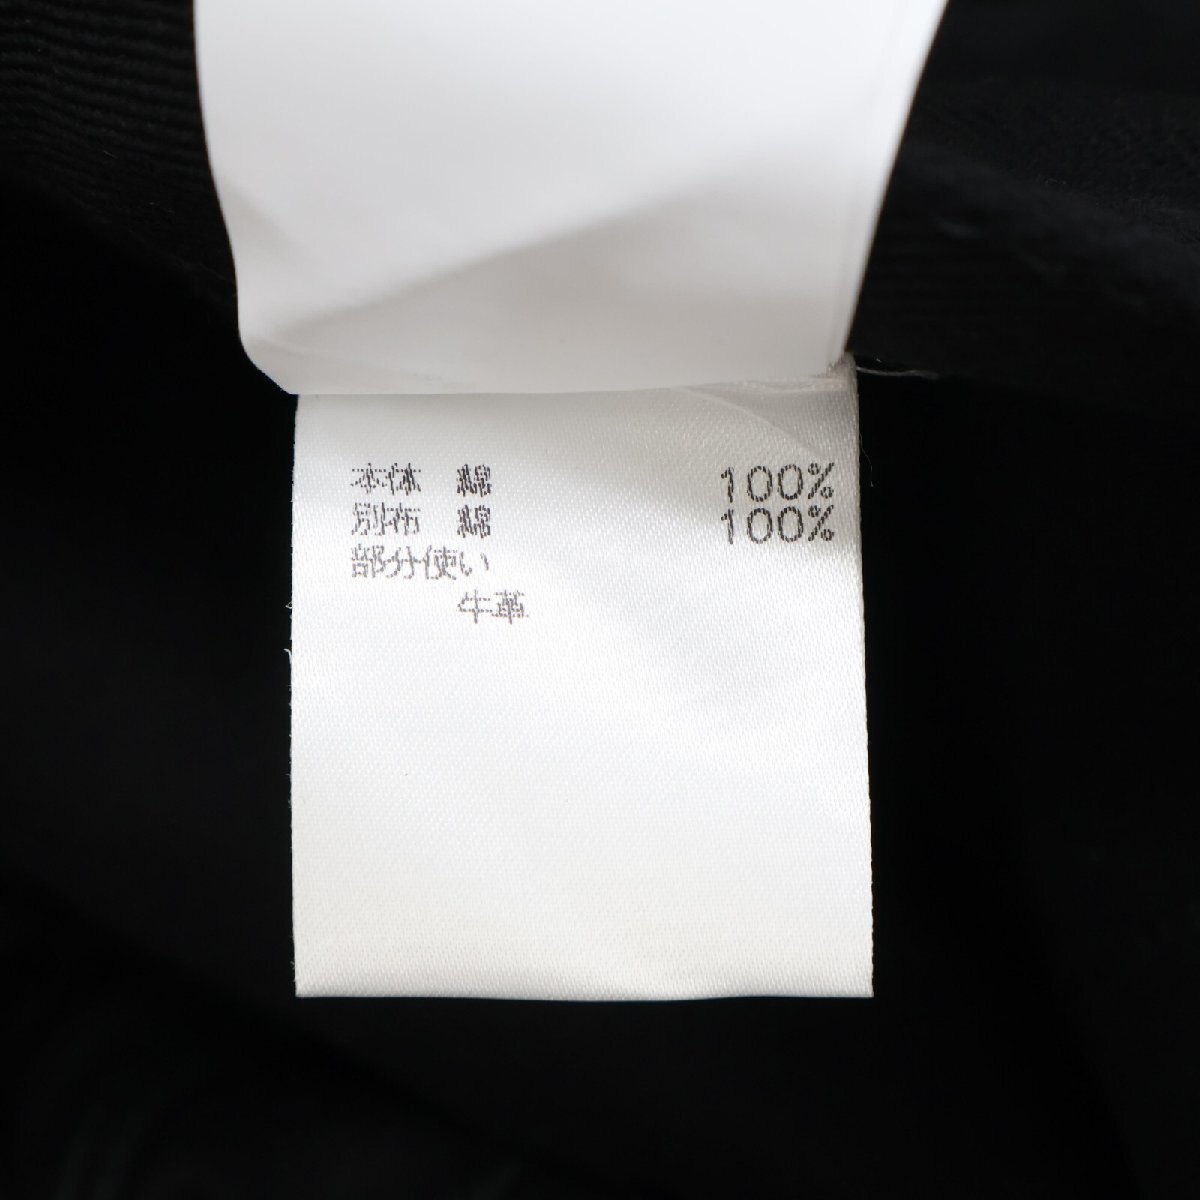 本体 綿 100%
別布 綿 100%
部分使い
牛革